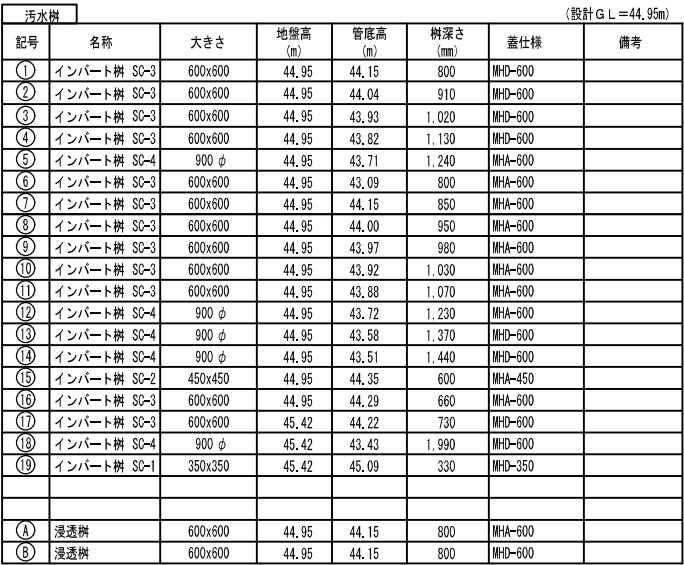 汚水桝 (設計GL=44.95m)
記号 名称 大きさ 地盤高(m) 管底高(m) 桝深さ(mm) 蓋仕様 備考
① インバート桝 SC-3 600x600 44.95 44.15 800 MHD-600
② インバート桝 SC-3 600x600 44.95 44.04 910 MHD-600
③ インバート桝 SC-3 600x600 44.95 43.93 1,020 MHD-600
④ インバート桝 SC-3 600x600 44.95 43.82 1,130 MHD-600
⑤ インバート桝 SC-4 900 φ 44.95 43.71 1,240 MHA-600
⑥ インバート桝 SC-3 600x600 44.95 43.09 800 MHD-600
⑦ インバート桝 SC-3 600x600 44.95 44.15 850 MHA-600
⑧ インバート桝 SC-3 600x600 44.95 44.00 950 MHA-600
⑨ インバート桝 SC-3 600x600 44.95 43.97 980 MHA-600
⑩ インバート桝 SC-3 600x600 44.95 43.92 1,030 MHA-600
⑪ インバート桝 SC-3 600x600 44.95 43.88 1,070 MHA-600
⑫ インバート桝 SC-4 900 φ 44.95 43.72 1,230 MHA-600
⑬ インバート桝 SC-4 900 φ 44.95 43.58 1,370 MHD-600
⑭ インバート桝 SC-4 900 φ 44.95 43.51 1,440 MHD-600
⑮ インバート桝 SC-2 450x450 44.95 44.35 600 MHA-450
⑯ インバート桝 SC-3 600x600 44.95 44.29 660 MHA-600
⑰ インバート桝 SC-3 600x600 45.42 44.22 730 MHD-600
⑱ インバート桝 SC-4 900 φ 45.42 43.43 1,990 MHD-600
⑲ インバート桝 SC-1 350x350 45.42 45.09 330 MHD-350
Ⓐ 浸透桝 600x600 44.95 44.15 800 MHA-600
Ⓑ 浸透桝 600x600 44.95 44.15 800 MHD-600